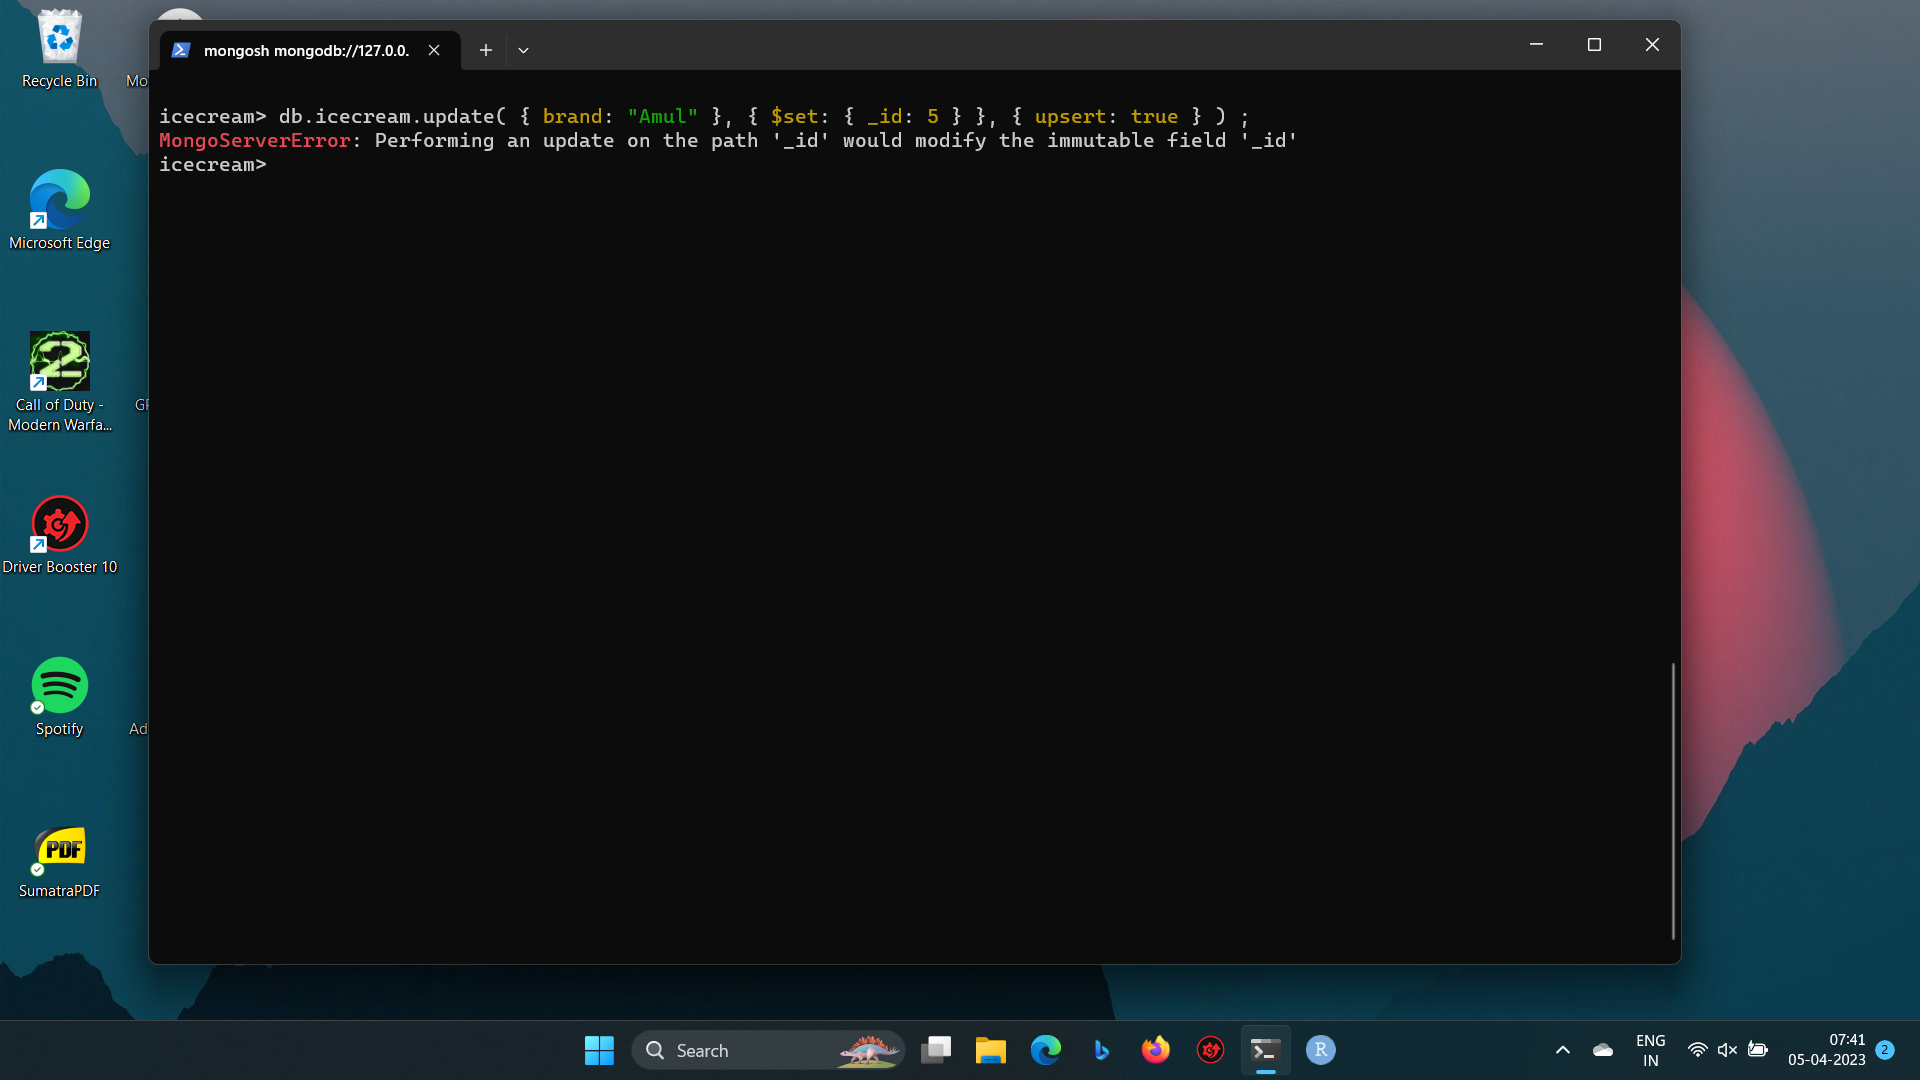 mongosh mongodb://127.0.0.
icecream> db.icecream.update( { brand: "Amul" }, { $set: { _id: 5 } }, { upsert: true } ) ;
MongoServerError: Performing an update on the path '_id' would modify the immutable field '_id'
icecream>
Recycle Bin
Mo
Microsoft Edge
Call of Duty -
Modern Warfa...
GF
Driver Booster 10
Spotify
Ad
PDF
SumatraPDF
Search
R
ENG
IN
07:41
05-04-2023
2